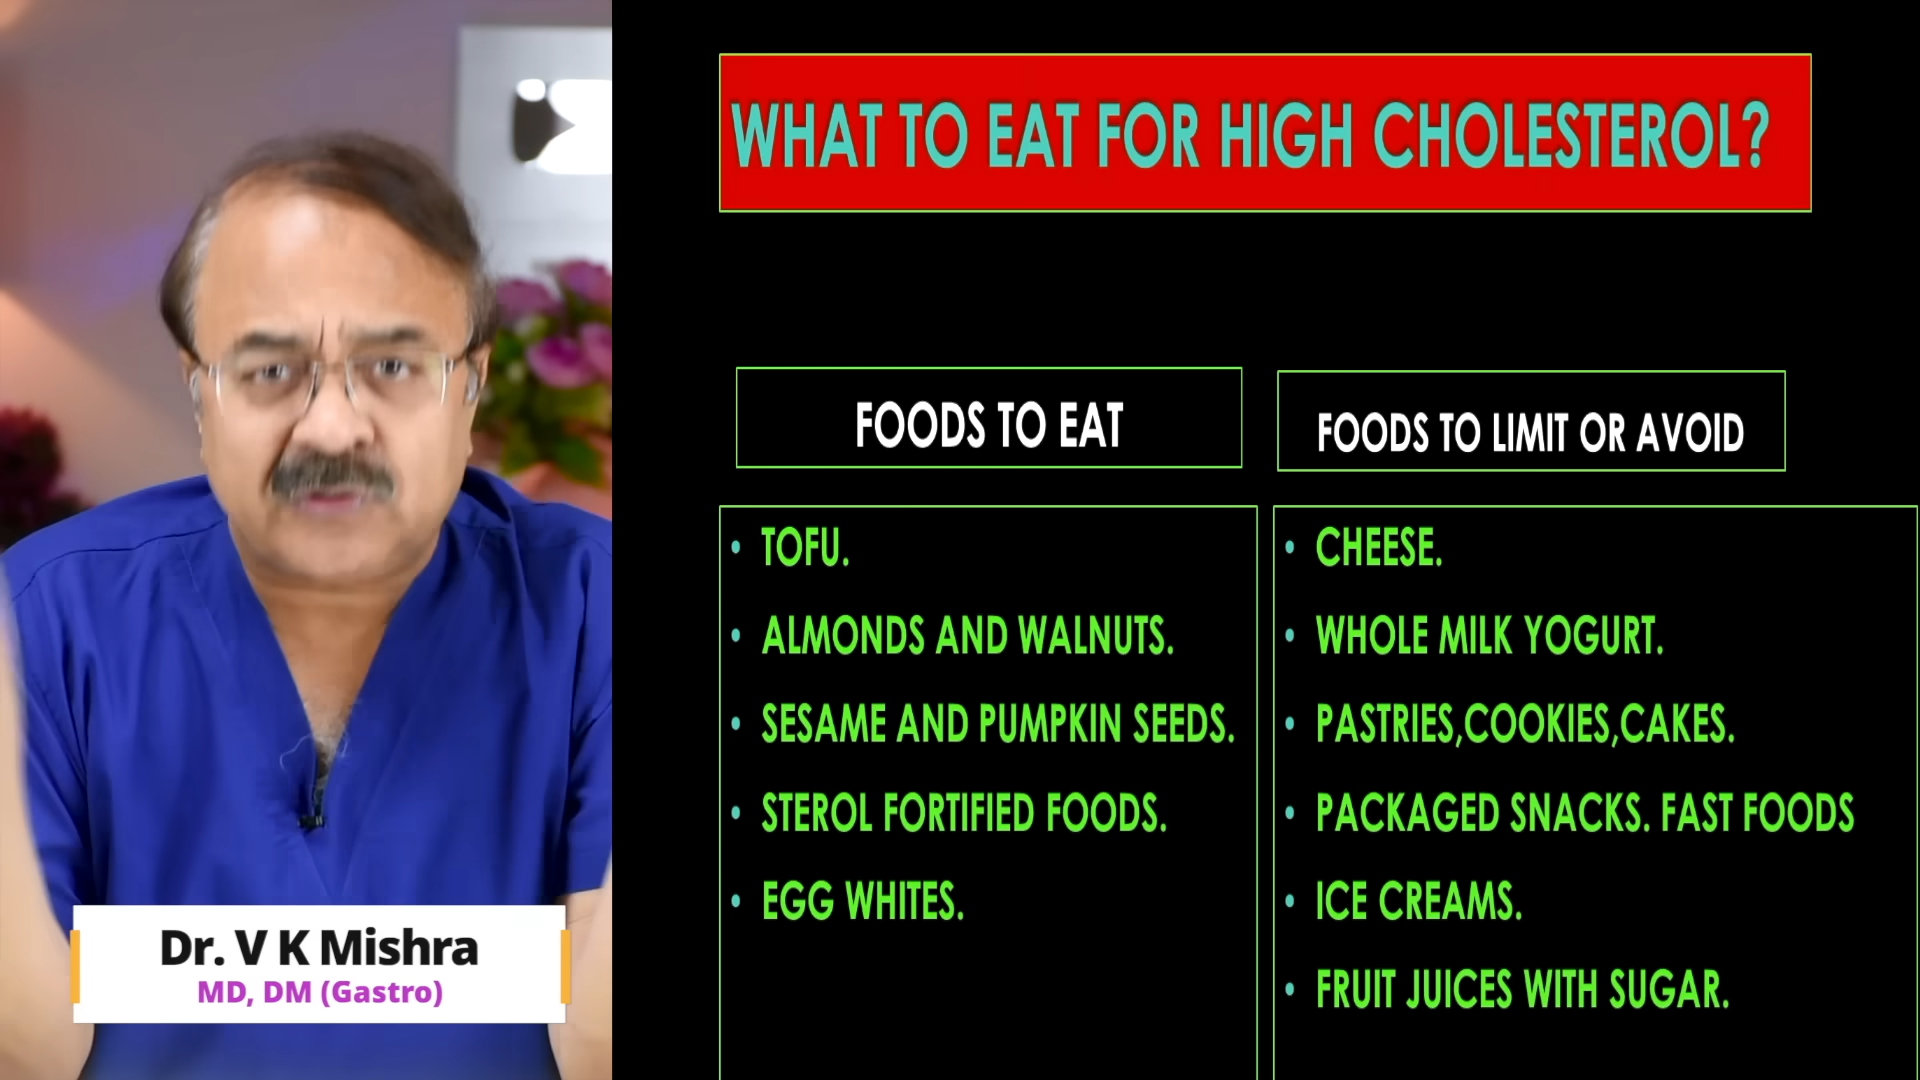 WHAT TO EAT FOR HIGH CHOLESTEROL?
FOODS TO EAT
• TOFU.
• ALMONDS AND WALNUTS.
• SESAME AND PUMPKIN SEEDS.
• STEROL FORTIFIED FOODS.
• EGG WHITES.
FOODS TO LIMIT OR AVOID
• CHEESE.
• WHOLE MILK YOGURT.
• PASTRIES,COOKIES,CAKES.
• PACKAGED SNACKS. FAST FOODS
• ICE CREAMS.
• FRUIT JUICES WITH SUGAR.
Dr. V K Mishra
MD, DM (Gastro)